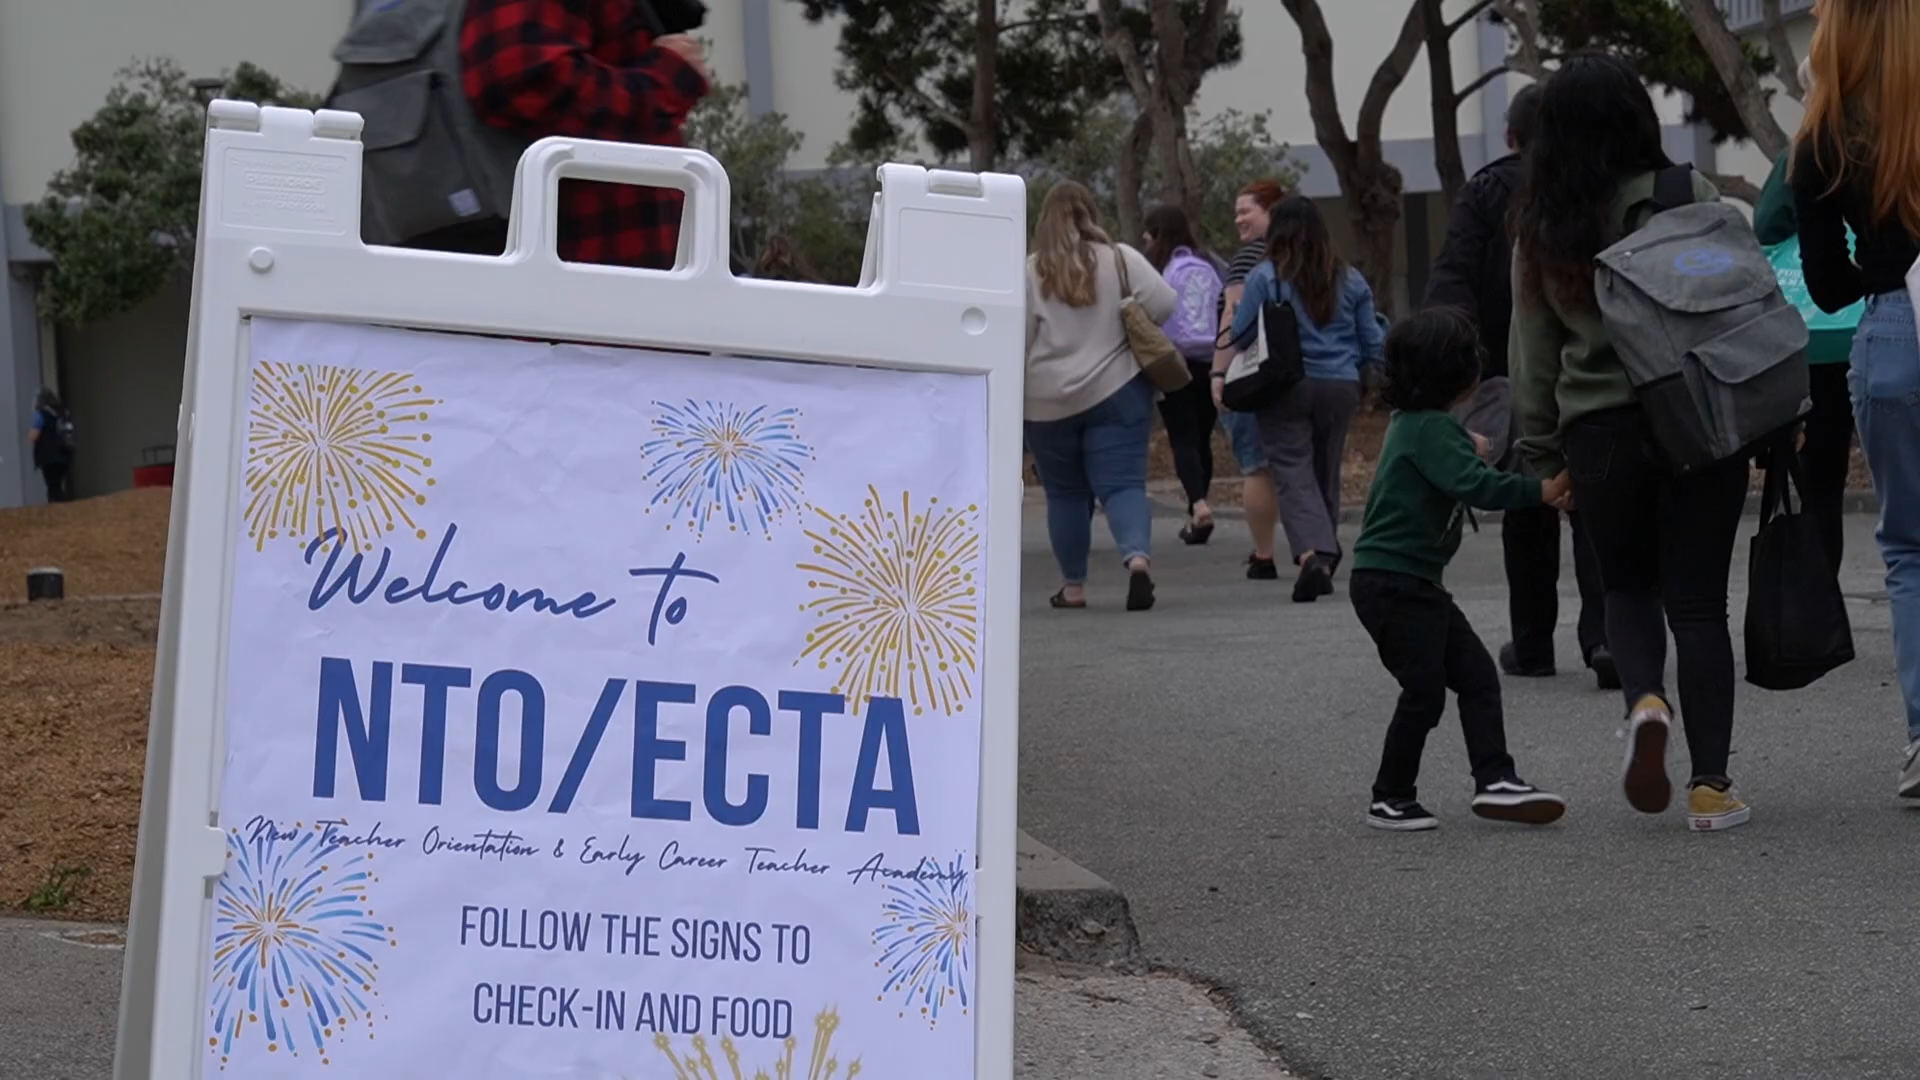 Welcome to
NTO/ECTA
New Teacher Orientation & Early Career Teacher Academy
FOLLOW THE SIGNS TO
CHECK-IN AND FOOD
PLASTICADE